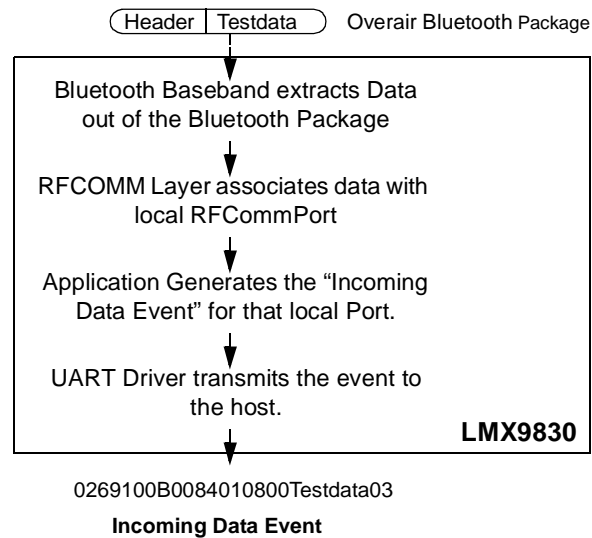 Header Testdata Overair Bluetooth Package
Bluetooth Baseband extracts Data
out of the Bluetooth Package
RFCOMM Layer associates data with
local RFCommPort
Application Generates the “Incoming
Data Event” for that local Port.
UART Driver transmits the event to
the host.
LMX9830
0269100B0084010800Testdata03
Incoming Data Event